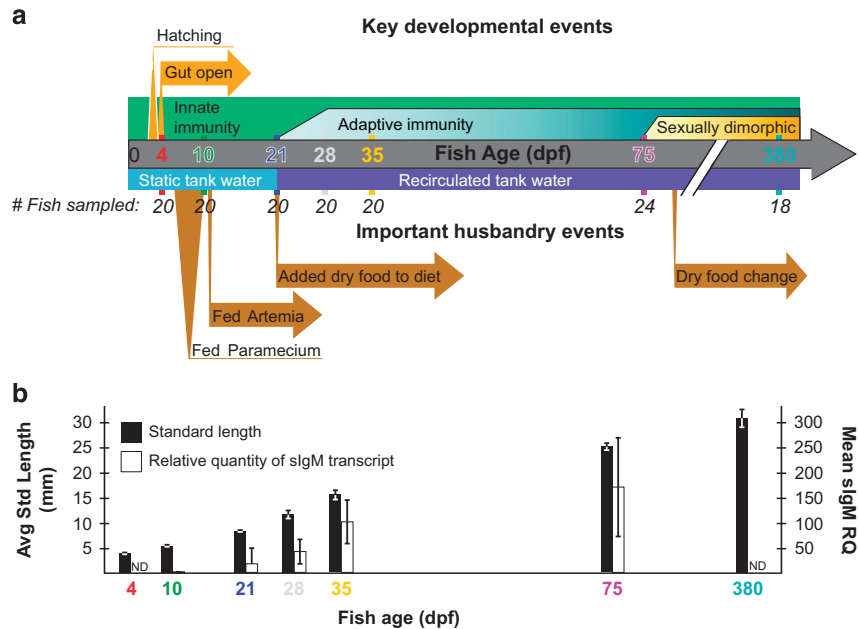 a
Key developmental events
Hatching
Gut open
Innate immunity
Adaptive immunity
Sexually dimorphic
0 4 10 21 28 35 Fish Age (dpf) 75 380
Static tank water Recirculated tank water
# Fish sampled: 20 20 20 20 20 24 18
Important husbandry events
Added dry food to diet
Dry food change
Fed Artemia
Fed Paramecium
b
Avg Std Length (mm)
30
25
20
15
10
5
Standard length
Relative quantity of sIgM transcript
ND
ND
300
250
200
150
100
50
Mean sIgM RQ
4 10 21 28 35 75 380
Fish age (dpf)